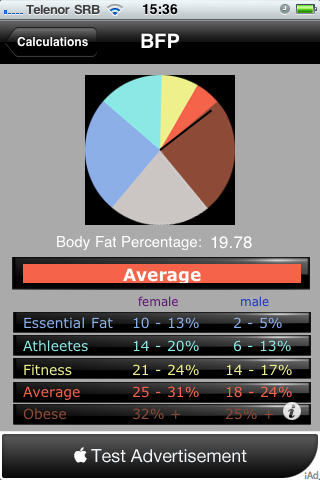 Telenor SRB 15:36
Calculations BFP
Body Fat Percentage: 19.78
Average
female male
Essential Fat 10 - 13% 2 - 5%
Athleetes 14 - 20% 6 - 13%
Fitness 21 - 24% 14 - 17%
Average 25 - 31% 18 - 24%
Obese 32% + 25% +
Test Advertisement
iAd